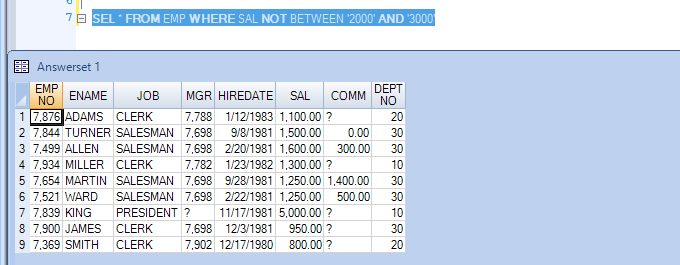 7 SEL * FROM EMP WHERE SAL NOT BETWEEN '2000' AND '3000'
Answerset 1
EMP NO ENAME JOB MGR HIREDATE SAL COMM DEPT NO
1 7,876 ADAMS CLERK 7,788 1/12/1983 1,100.00 ? 20
2 7,844 TURNER SALESMAN 7,698 9/8/1981 1,500.00 0.00 30
3 7,499 ALLEN SALESMAN 7,698 2/20/1981 1,600.00 300.00 30
4 7,934 MILLER CLERK 7,782 1/23/1982 1,300.00 ? 10
5 7,654 MARTIN SALESMAN 7,698 9/28/1981 1,250.00 1,400.00 30
6 7,521 WARD SALESMAN 7,698 2/22/1981 1,250.00 500.00 30
7 7,839 KING PRESIDENT ? 11/17/1981 5,000.00 ? 10
8 7,900 JAMES CLERK 7,698 12/3/1981 950.00 ? 30
9 7,369 SMITH CLERK 7,902 12/17/1980 800.00 ? 20